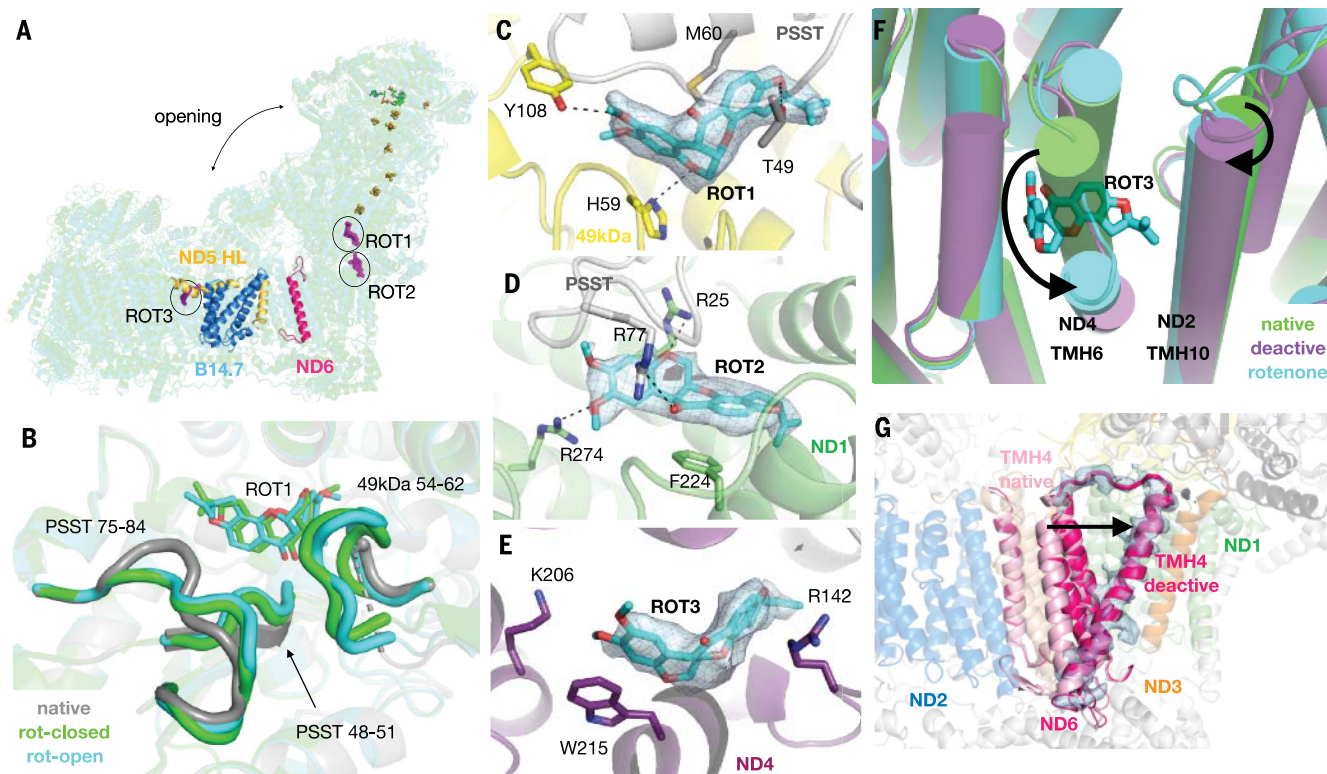 A
opening
ROT1
ROT2
ND5 HL
ROT3
B14.7
ND6
B
ROT1
49kDa 54-62
PSST 75-84
PSST 48-51
native
rot-closed
rot-open
C
M60
PSST
Y108
T49
ROT1
H59
49kDa
D
PSST
R25
R77
ROT2
R274
F224
ND1
E
K206
ROT3
R142
W215
ND4
F
ROT3
ND4
TMH6
ND2
TMH10
native
deactive
rotenone
G
TMH4
native
ND1
TMH4
deactive
ND2
ND3
ND6